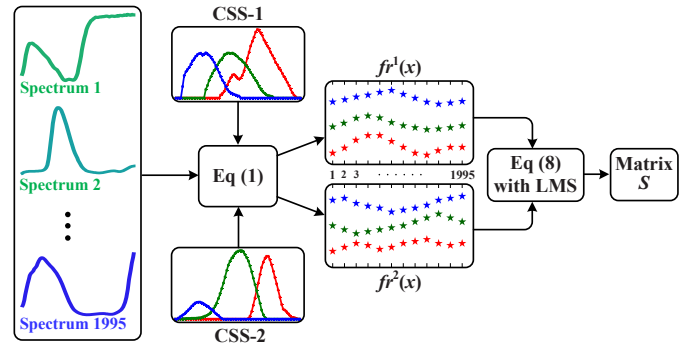 CSS-1
Spectrum 1
fr¹(x)
Spectrum 2
Eq (1)
1 2 3 . . . . . . . 1995
Eq (8)
with LMS
Matrix
S
Spectrum 1995
CSS-2
fr²(x)